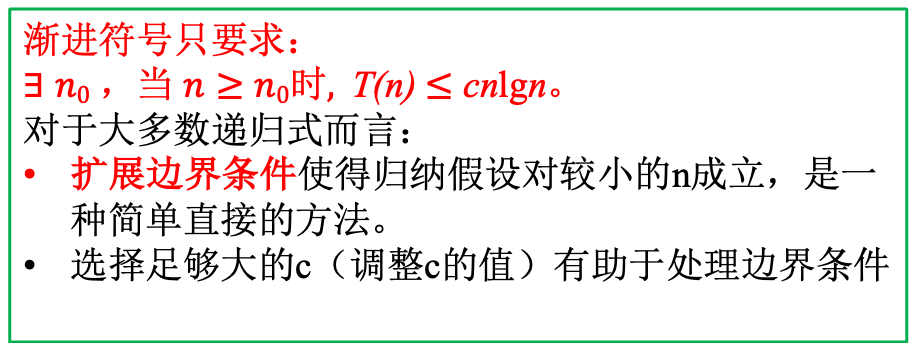 渐进符号只要求：
∃ n₀ ，当 n ≥ n₀时, T(n) ≤ cnlgn。
对于大多数递归式而言：
• 扩展边界条件使得归纳假设对较小的n成立，是一
种简单直接的方法。
• 选择足够大的c（调整c的值）有助于处理边界条件